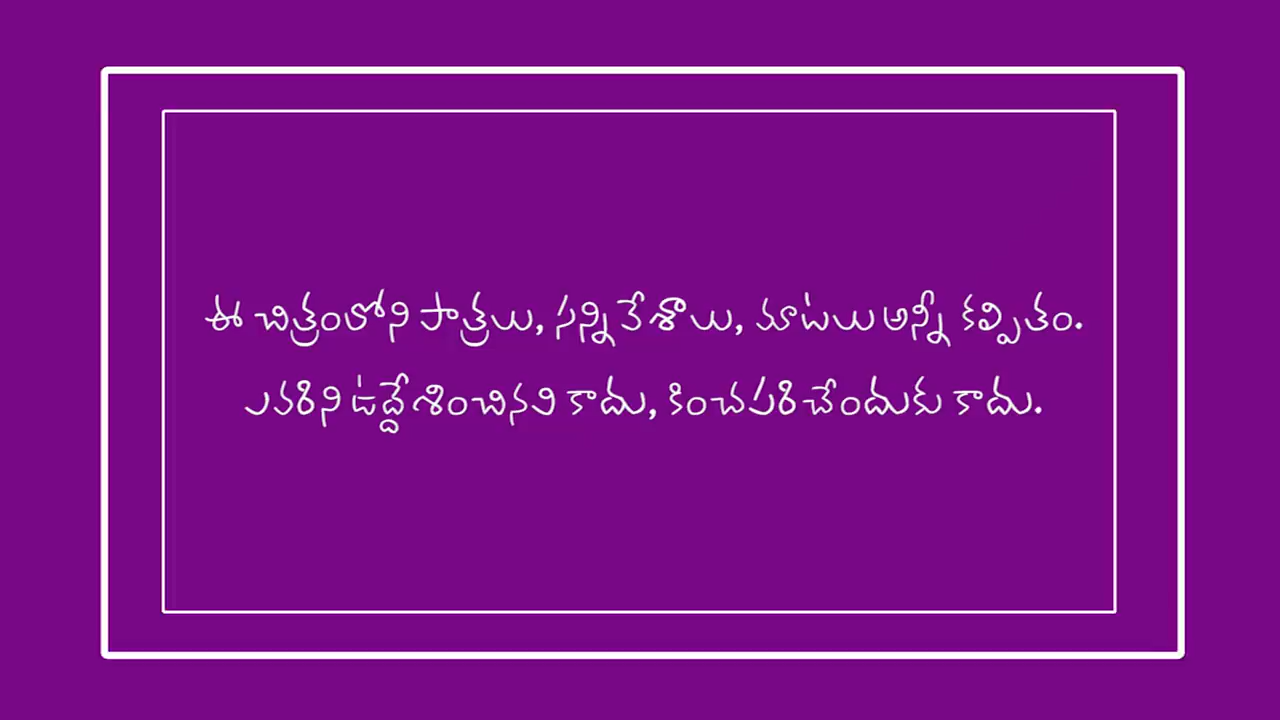 ఈ చిత్రంలోని పాత్రలు, సన్నివేశాలు, మాటలు అన్నీ కల్పితం.
ఎవరిని ఉద్దేశించినవి కాదు, కించపరిచేందుకు కాదు.